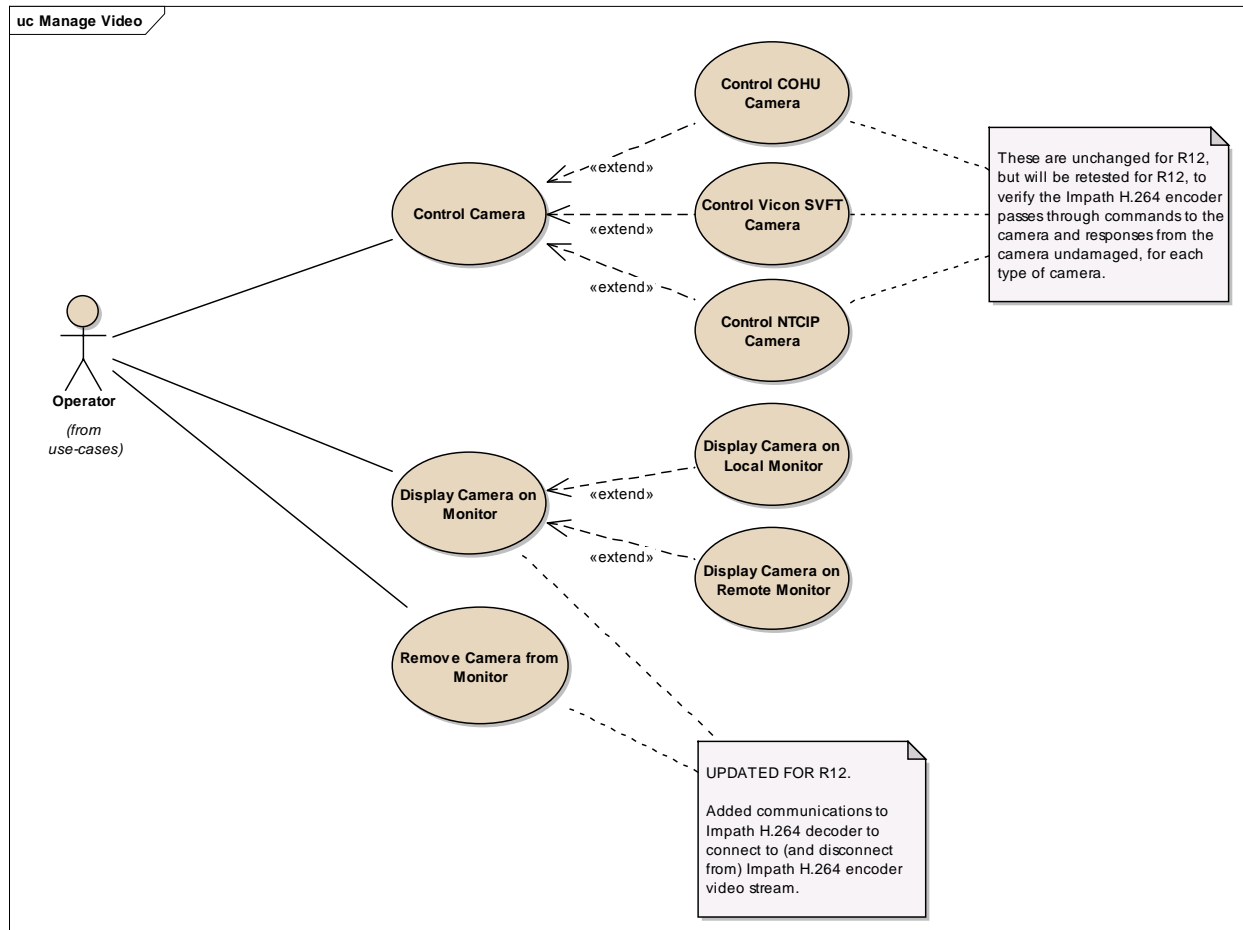 uc Manage Video
Control COHU
Camera
«extend»
Control Camera
Control Vicon SVFT
Camera
«extend»
«extend»
Control NTCIP
Camera
These are unchanged for R12,
but will be retested for R12, to
verify the Impath H.264 encoder
passes through commands to the
camera and responses from the
camera undamaged, for each
type of camera.
Operator
(from
use-cases)
Display Camera on
Local Monitor
«extend»
Display Camera on
Monitor
«extend»
Display Camera on
Remote Monitor
Remove Camera from
Monitor
UPDATED FOR R12.
Added communications to
Impath H.264 decoder to
connect to (and disconnect
from) Impath H.264 encoder
video stream.